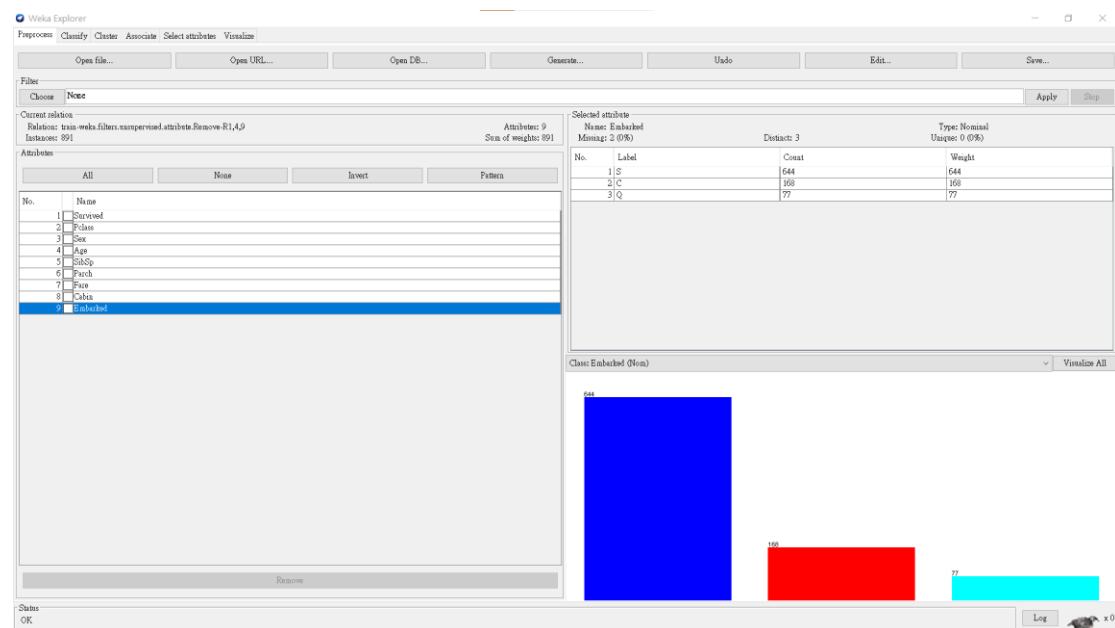 Weka Explorer
Preprocess Classify Cluster Associate Select attributes Visualize
Open file... Open URL... Open DB... Generate... Undo Edit... Save...
Filter
Choose None Apply Stop
Current relation
Relation: train-weka.filters.unsupervised.attribute.Remove-R1,4,9 Attributes: 9
Instances: 891 Sum of weights: 891
Attributes
All None Invert Pattern
No. Name
1 Survived
2 Pclass
3 Sex
4 Age
5 SibSp
6 Parch
7 Fare
8 Cabin
9 Embarked
Remove
Selected attribute
Name: Embarked Type: Nominal
Missing: 2 (0%) Distinct: 3 Unique: 0 (0%)
No. Label Count Weight
1 S 644 644
2 C 168 168
3 Q 77 77
Class: Embarked (Nom) Visualize All
644
168
77
Status
OK
Log x 0